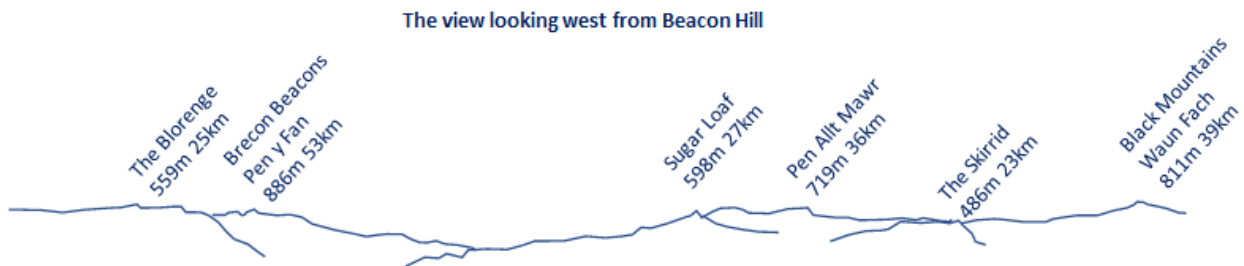 The view looking west from Beacon Hill
The Blorenge
559m 25km
Brecon Beacons
Pen y Fan
886m 53km
Sugar Loaf
598m 27km
Pen Allt Mawr
719m 36km
The Skirrid
486m 23km
Black Mountains
Waun Fach
811m 39km